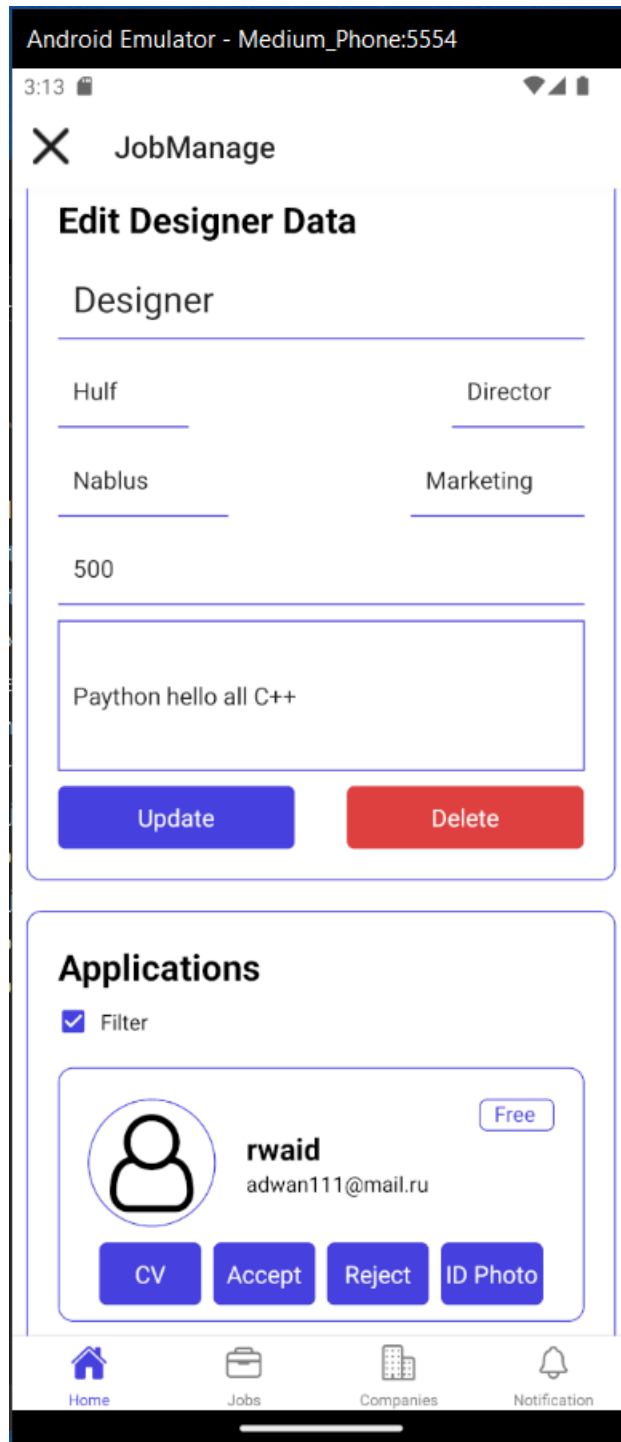 Android Emulator - Medium_Phone:5554
3:13
JobManage
Edit Designer Data
Designer
Hulf Director
Nablus Marketing
500
Paython hello all C++
Update Delete
Applications
Filter
Free
rwaid
adwan111@mail.ru
CV Accept Reject ID Photo
Home Jobs Companies Notification